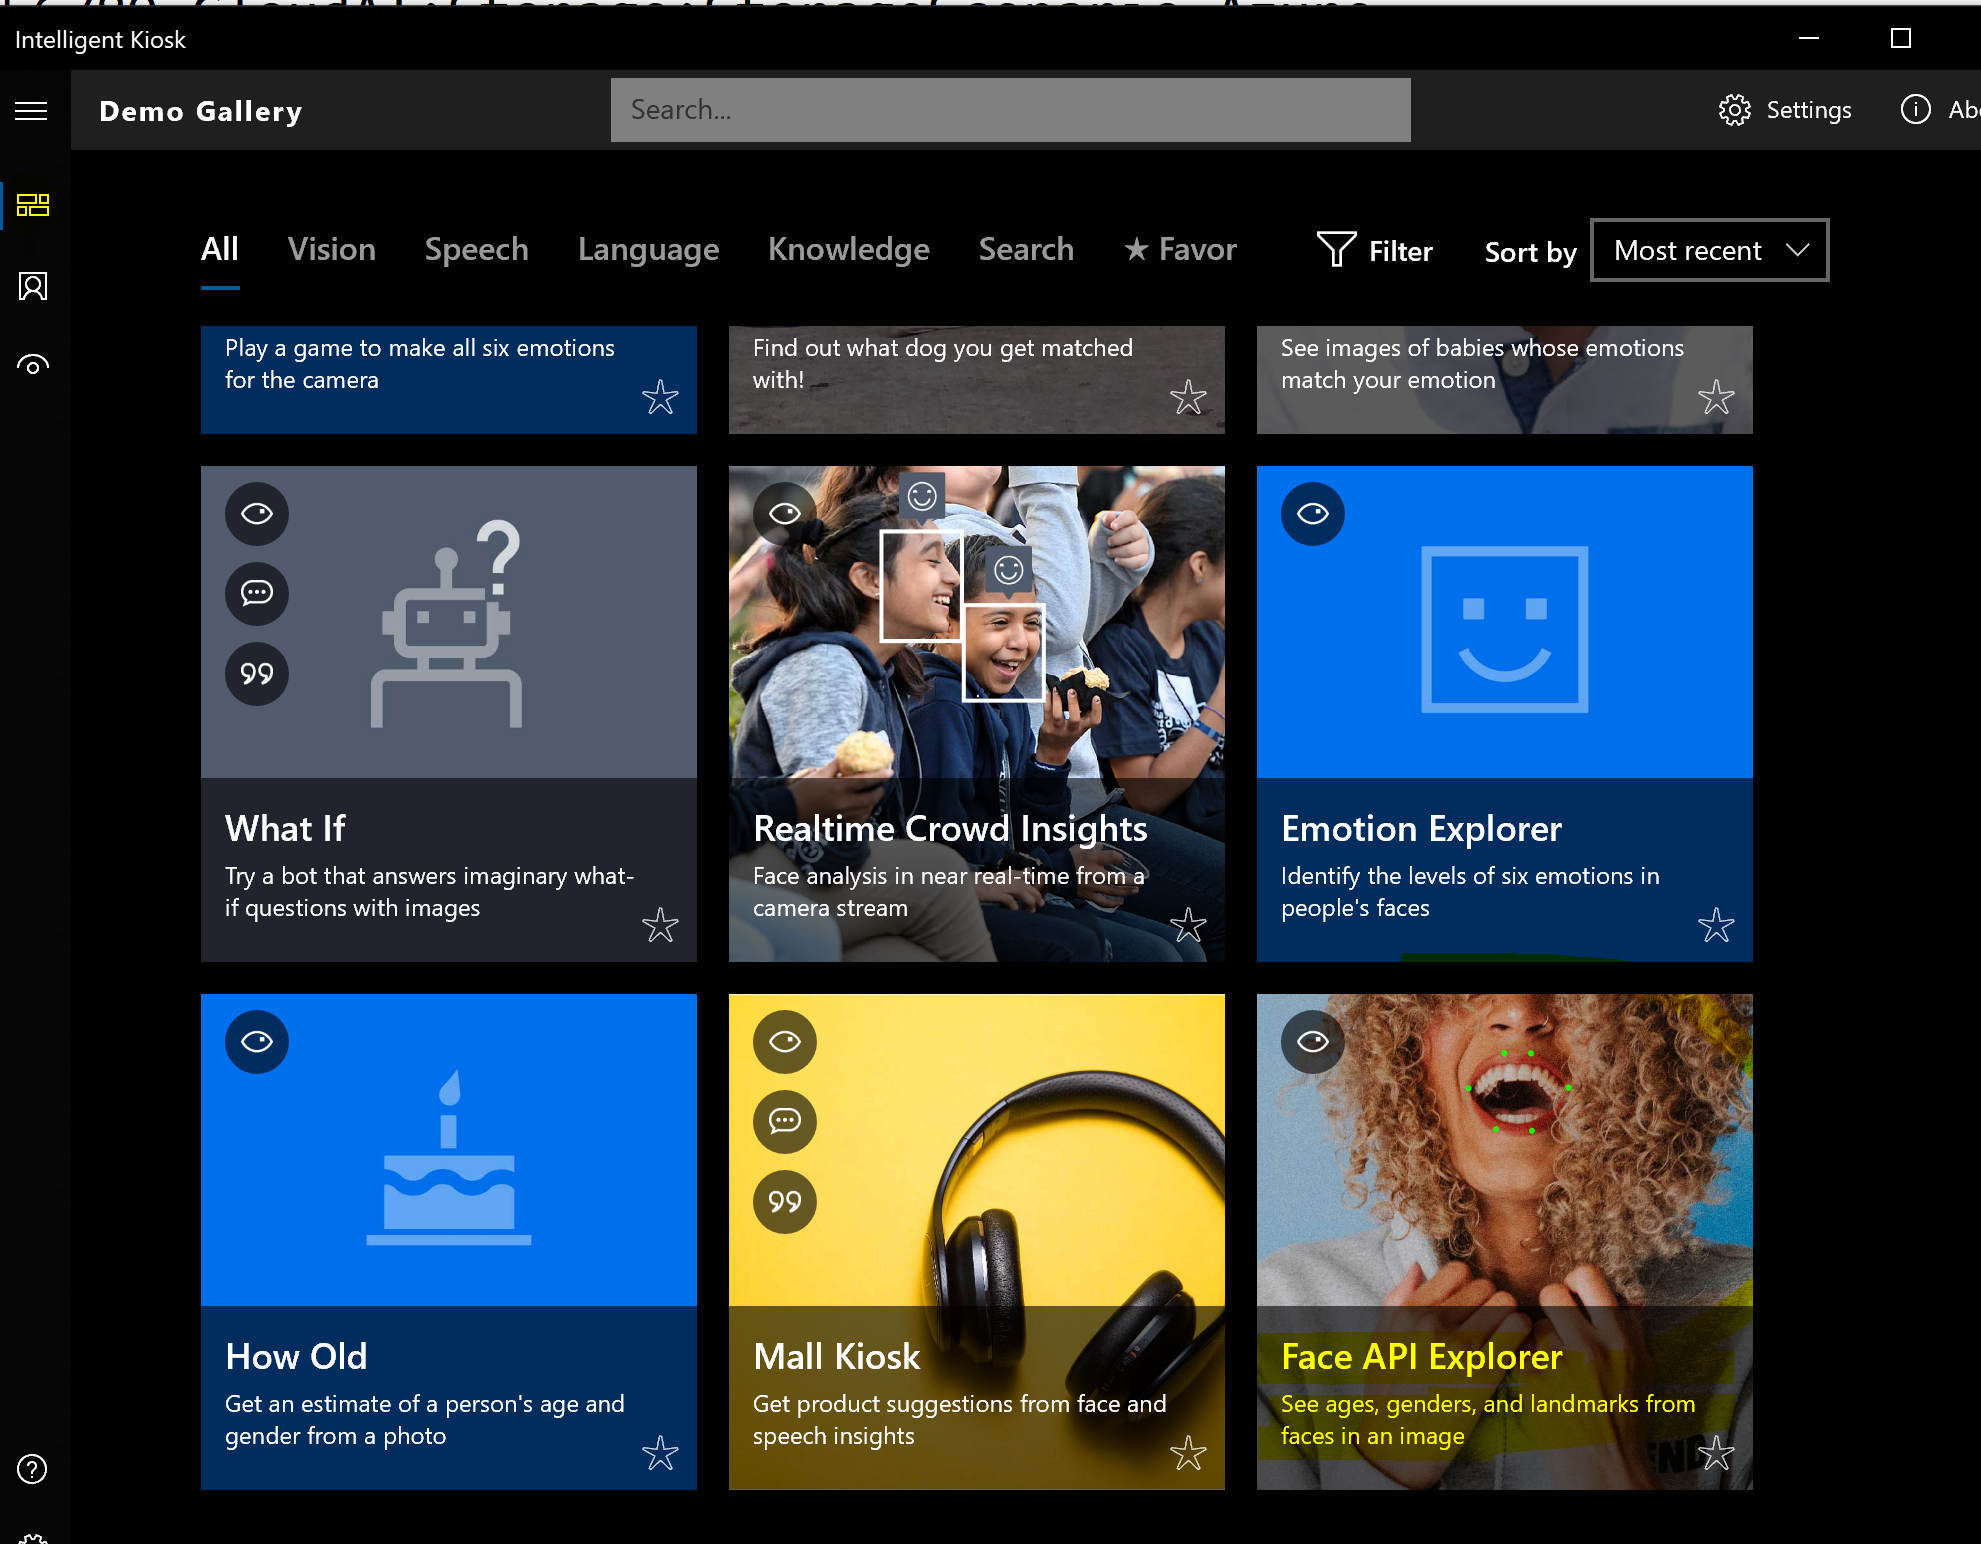 Intelligent Kiosk
Demo Gallery
Search...
Settings
All
Vision
Speech
Language
Knowledge
Search
★ Favor
Filter
Sort by
Most recent
Play a game to make all six emotions
for the camera
Find out what dog you get matched
with!
See images of babies whose emotions
match your emotion
What If
Try a bot that answers imaginary what-
if questions with images
Realtime Crowd Insights
Face analysis in near real-time from a
camera stream
Emotion Explorer
Identify the levels of six emotions in
people's faces
How Old
Get an estimate of a person's age and
gender from a photo
Mall Kiosk
Get product suggestions from face and
speech insights
Face API Explorer
See ages, genders, and landmarks from
faces in an image